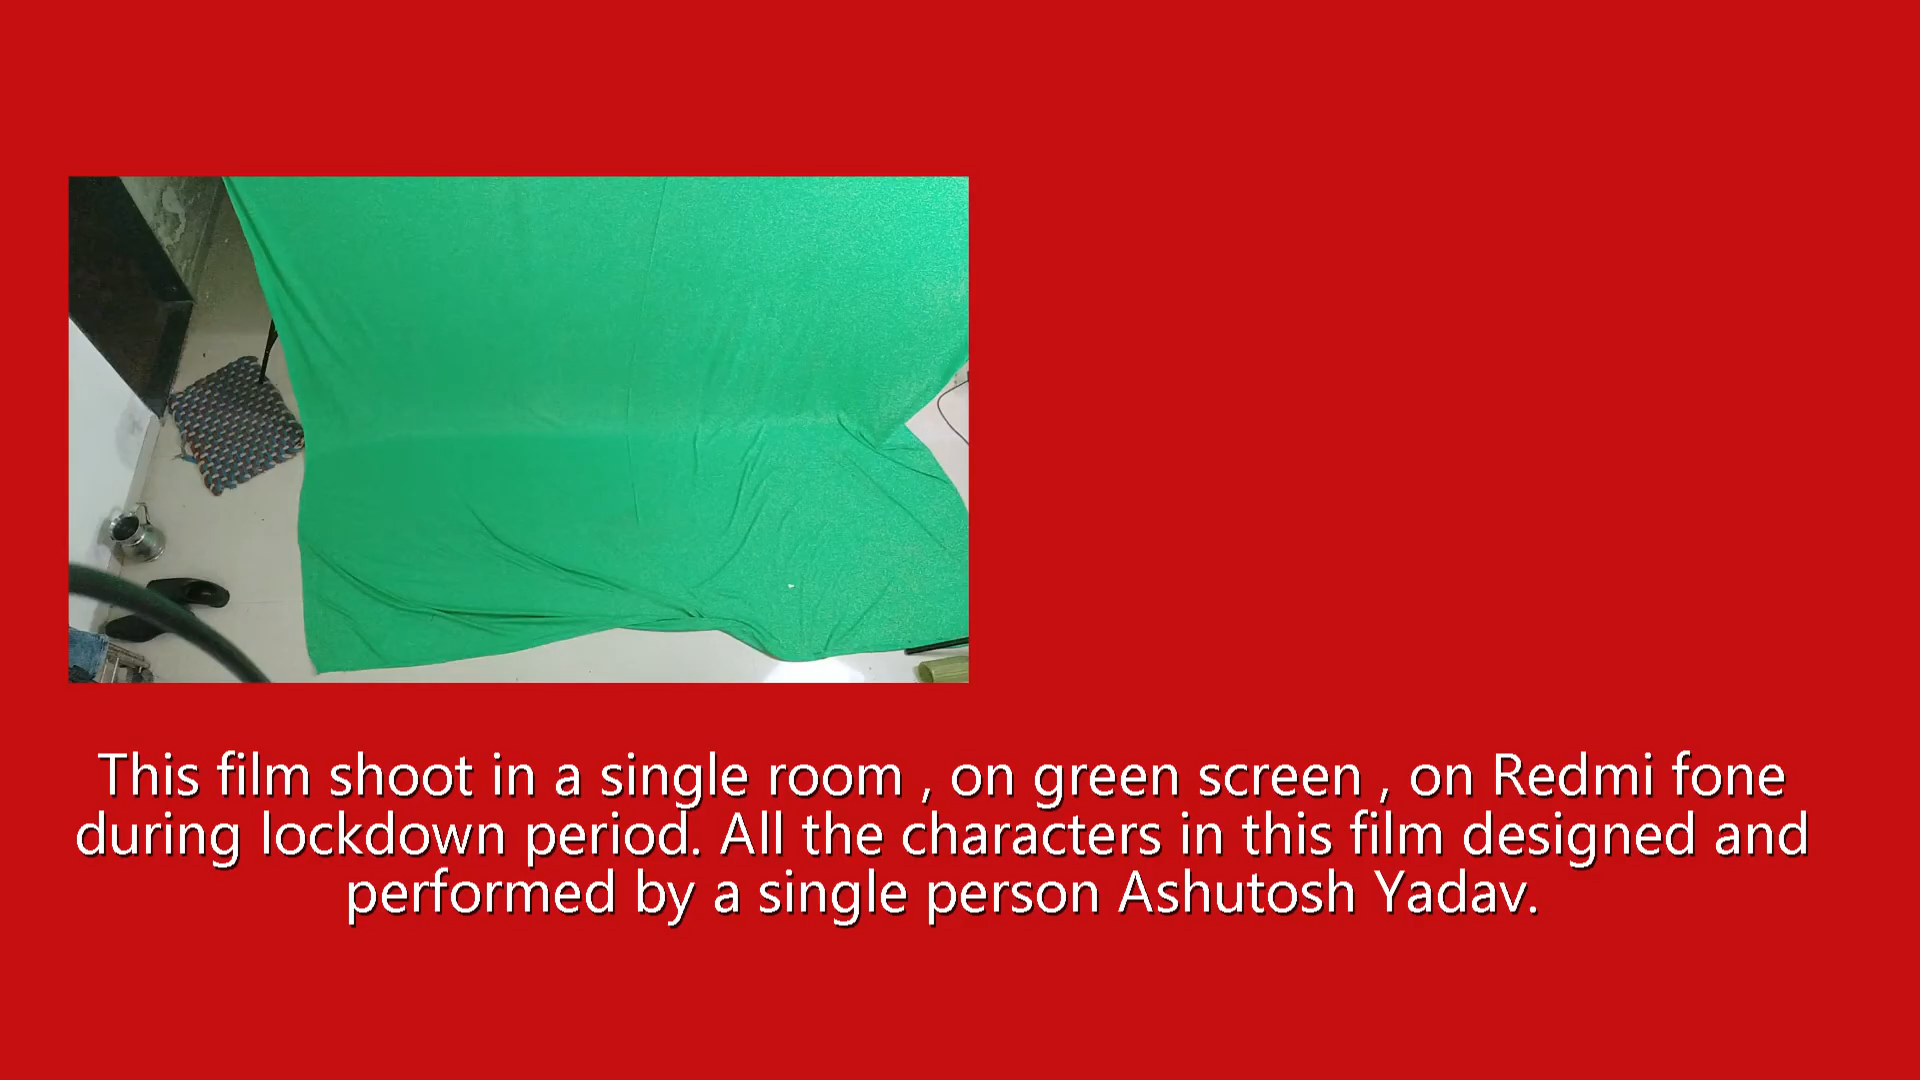 This film shoot in a single room , on green screen , on Redmi fone
during lockdown period. All the characters in this film designed and
performed by a single person Ashutosh Yadav.